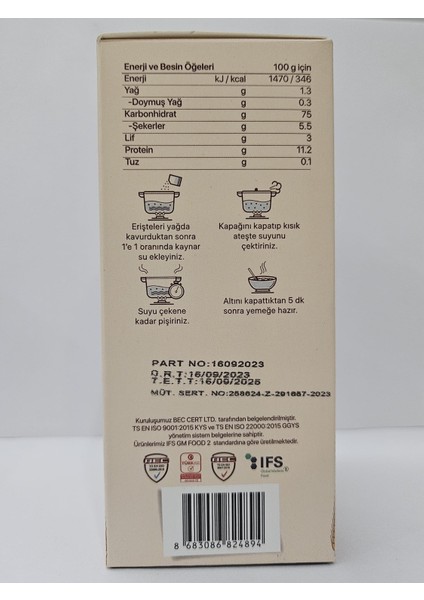 Enerji ve Besin Öğeleri 100 g için
Enerji kJ / kcal 1470 / 346
Yağ g 1.3
-Doymuş Yağ g 0.3
Karbonhidrat g 75
-Şekerler g 5.5
Lif g 3
Protein g 11.2
Tuz g 0.1
Erişteleri yağda
kavurduktan sonra
1'e 1 oranında kaynar
su ekleyiniz.
Kapağını kapatıp kısık
ateşte suyunu
çektiriniz.
Suyu çekene
kadar pişiriniz.
Altını kapattıktan 5 dk
sonra yemeğe hazır.
PART NO:16092023
Ü.R.T:16/09/2023
T.E.T.T:16/09/2025
MÜT. SERT. NO:258624-Z-291657-2023
Kuruluşumuz BEC CERT LTD. tarafından belgelendirilmiştir.
TS EN ISO 9001:2015 KYS ve TS EN ISO 22000:2015 GGYS
yönetim sistem belgelerine sahiptir.
Ürünlerimiz IFS GM FOOD 2 standardına göre üretilmektedir.
BEC
TÜRKAK
BEC
IFS
8 683086 824894